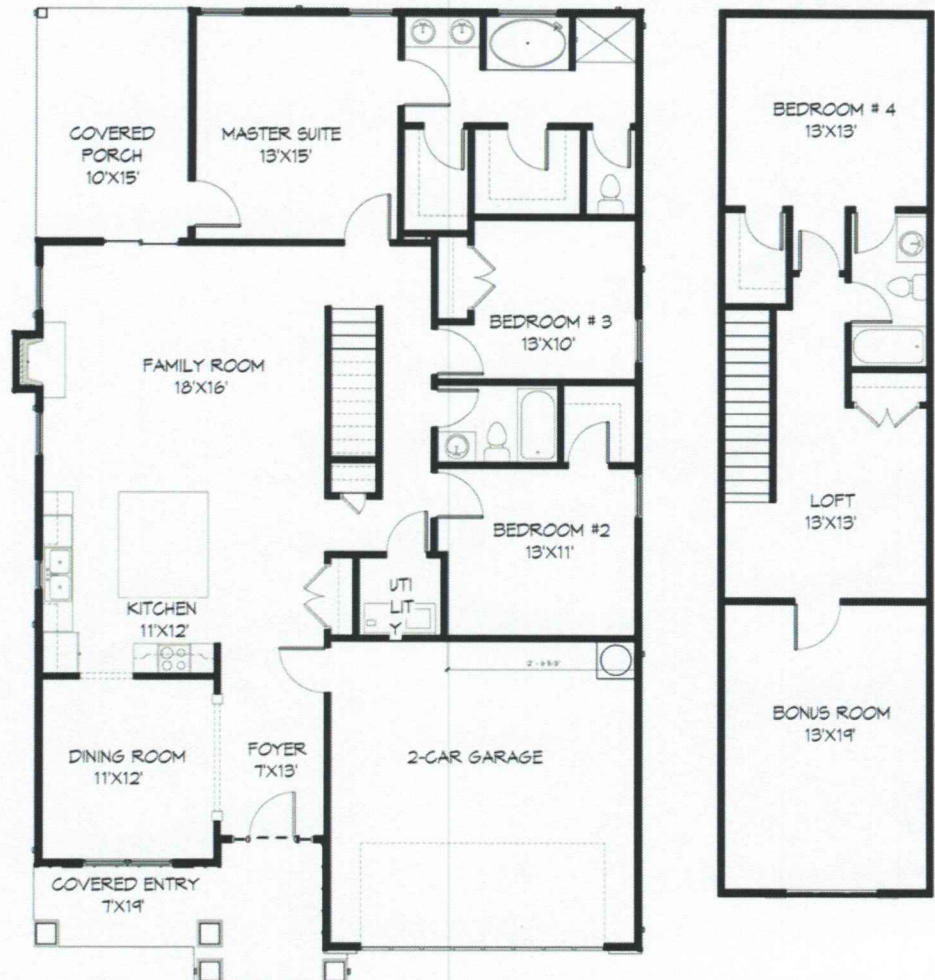 COVERED
PORCH
10'X15'
MASTER SUITE
13'X15'
BEDROOM # 4
13'X13'
BEDROOM # 3
13'X10'
FAMILY ROOM
18'X16'
BEDROOM #2
13'X11'
LOFT
13'X13'
UTI
LIT
Y
KITCHEN
11'X12'
DINING ROOM
11'X12'
FOYER
7'X13'
2-CAR GARAGE
BONUS ROOM
13'X19'
COVERED ENTRY
7'X19'